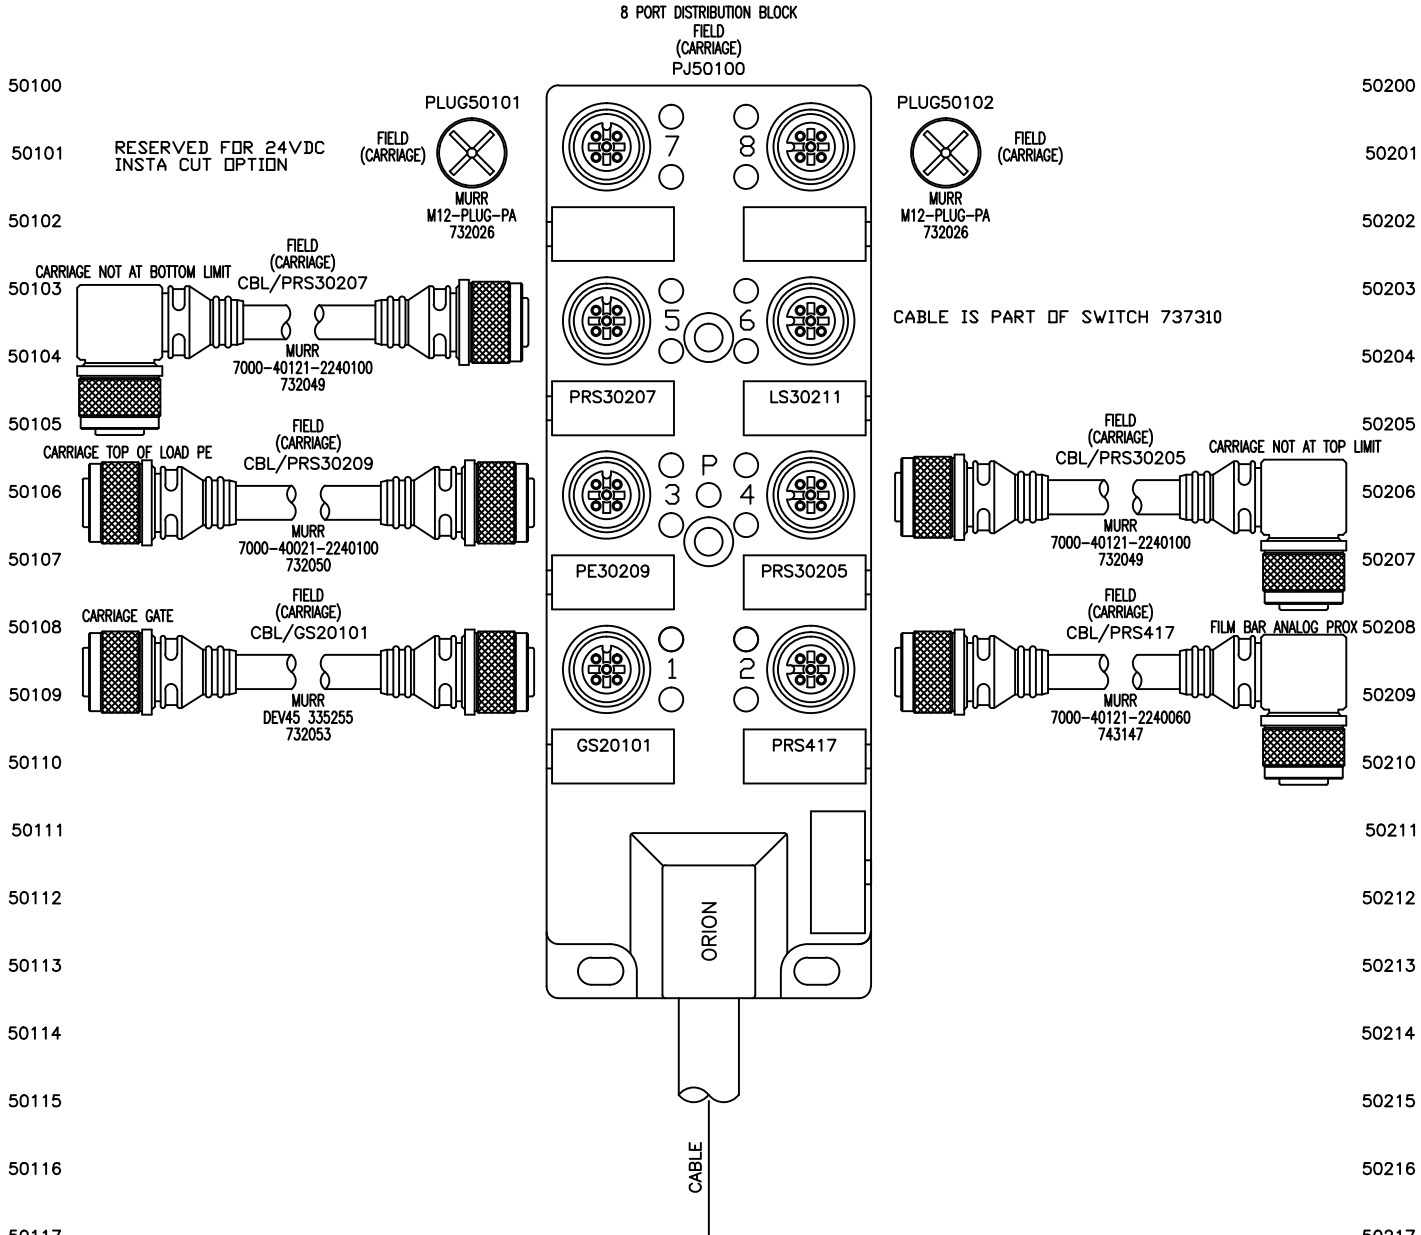 8 PORT DISTRIBUTION BLOCK
FIELD
(CARRIAGE)
PJ50100
50100
50200
PLUG50101
PLUG50102
50101
RESERVED FOR 24VDC
INSTA CUT OPTION
FIELD
(CARRIAGE)
7
8
FIELD
(CARRIAGE)
50201
MURR
M12-PLUG-PA
732026
MURR
M12-PLUG-PA
732026
50102
50202
FIELD
(CARRIAGE)
CBL/PRS30207
CARRIAGE NOT AT BOTTOM LIMIT
50103
50203
5
6
CABLE IS PART OF SWITCH 737310
MURR
7000-40121-2240100
732049
50104
50204
PRS30207
LS30211
50105
50205
FIELD
(CARRIAGE)
CBL/PRS30209
CARRIAGE TOP OF LOAD PE
FIELD
(CARRIAGE)
CBL/PRS30205
CARRIAGE NOT AT TOP LIMIT
P
50106
3
4
50206
MURR
7000-40021-2240100
732050
MURR
7000-40121-2240100
732049
50107
50207
PE30209
PRS30205
FIELD
(CARRIAGE)
CBL/GS20101
CARRIAGE GATE
FIELD
(CARRIAGE)
CBL/PRS417
FILM BAR ANALOG PROX
50108
50208
1
2
50109
50209
MURR
DEV45 335255
732053
MURR
7000-40121-2240060
743147
GS20101
PRS417
50110
50210
50111
50211
50112
50212
ORION
50113
50213
50114
50214
50115
50215
50116
50216
CABLE
50117
50217